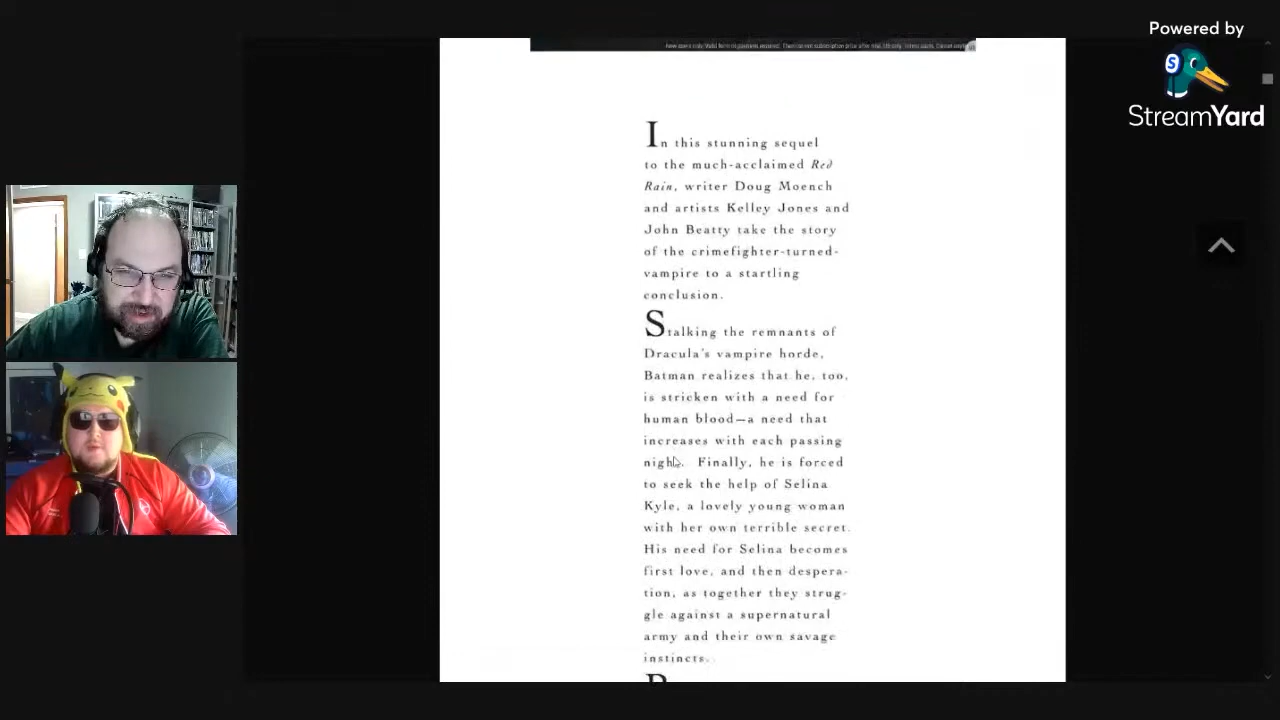 Powered by
S
StreamYard
In this stunning sequel
to the much-acclaimed Red
Rain, writer Doug Moench
and artists Kelley Jones and
John Beatty take the story
of the crimefighter-turned-
vampire to a startling
conclusion.
Stalking the remnants of
Dracula's vampire horde,
Batman realizes that he, too,
is stricken with a need for
human blood—a need that
increases with each passing
night. Finally, he is forced
to seek the help of Selina
Kyle, a lovely young woman
with her own terrible secret.
His need for Selina becomes
first love, and then despera-
tion, as together they strug-
gle against a supernatural
army and their own savage
instincts.